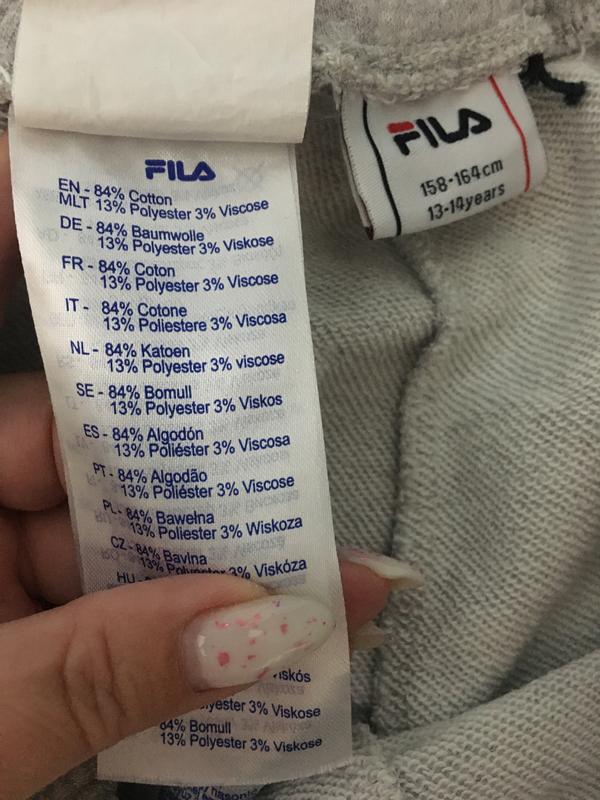 FILA
EN - 84% Cotton
MLT 13% Polyester 3% Viscose
DE - 84% Baumwolle
13% Polyester 3% Viskose
FR - 84% Coton
13% Polyester 3% Viscose
IT - 84% Cotone
13% Poliestere 3% Viscosa
NL - 84% Katoen
13% Polyester 3% viscose
SE - 84% Bomull
13% Polyester 3% Viskos
ES - 84% Algodón
13% Poliéster 3% Viscosa
PT - 84% Algodão
13% Poliéster 3% Viscose
PL - 84% Bawełna
13% Poliester 3% Wiskoza
CZ - 84% Bavlna
13% Polyester 3% Viskóza
HU -
3% Viskose
84% Bomull
13% Polyester 3% Viskose
FILA
158-164cm
13-14years